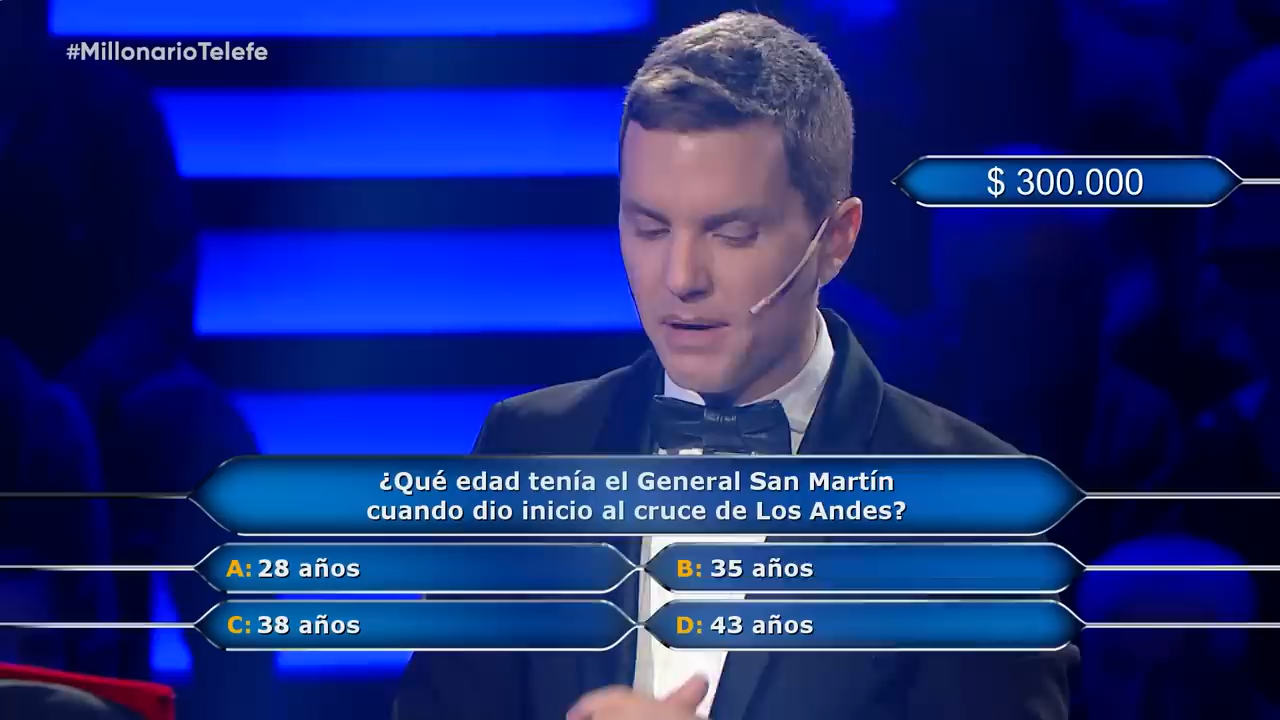 #MillonarioTelefe
$ 300.000
¿Qué edad tenía el General San Martín
cuando dio inicio al cruce de Los Andes?
A: 28 años
B: 35 años
C: 38 años
D: 43 años